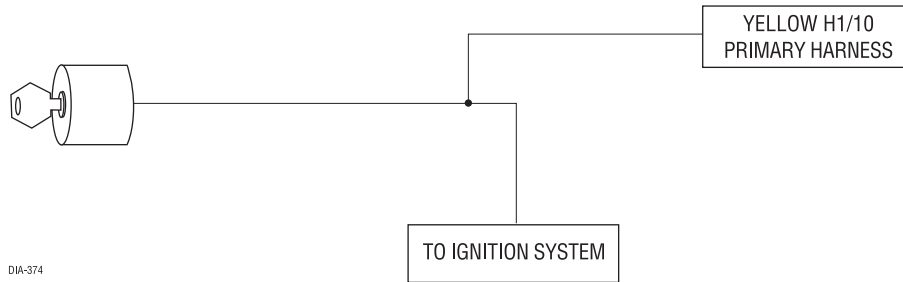 YELLOW H1/10
PRIMARY HARNESS
TO IGNITION SYSTEM
DIA-374